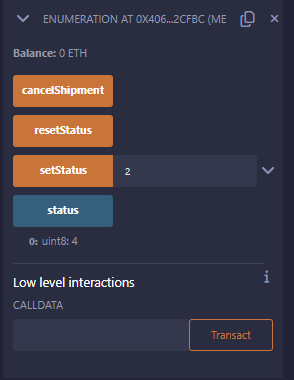 ENUMERATION AT 0X406...2CFBC (ME
Balance: 0 ETH
cancelShipment
resetStatus
setStatus 2
status
0: uint8: 4
Low level interactions
CALLDATA
Transact